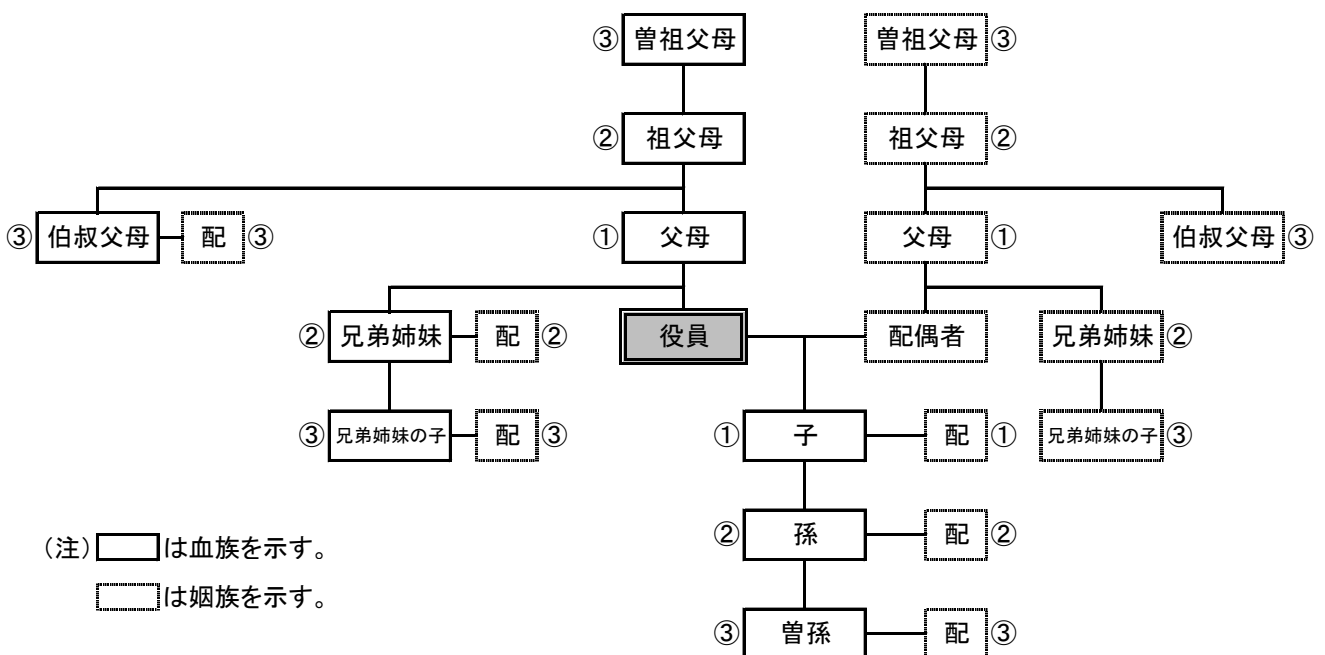 ③ 曽祖父母 曽祖父母 ③
② 祖父母 祖父母 ②
③ 伯叔父母 配 ③ ① 父母 父母 ① 伯叔父母 ③
② 兄弟姉妹 配 ② 役員 配偶者 兄弟姉妹 ②
③ 兄弟姉妹の子 配 ③ ① 子 配 ① 兄弟姉妹の子 ③
② 孫 配 ②
(注) は血族を示す。
は姻族を示す。
③ 曽孫 配 ③